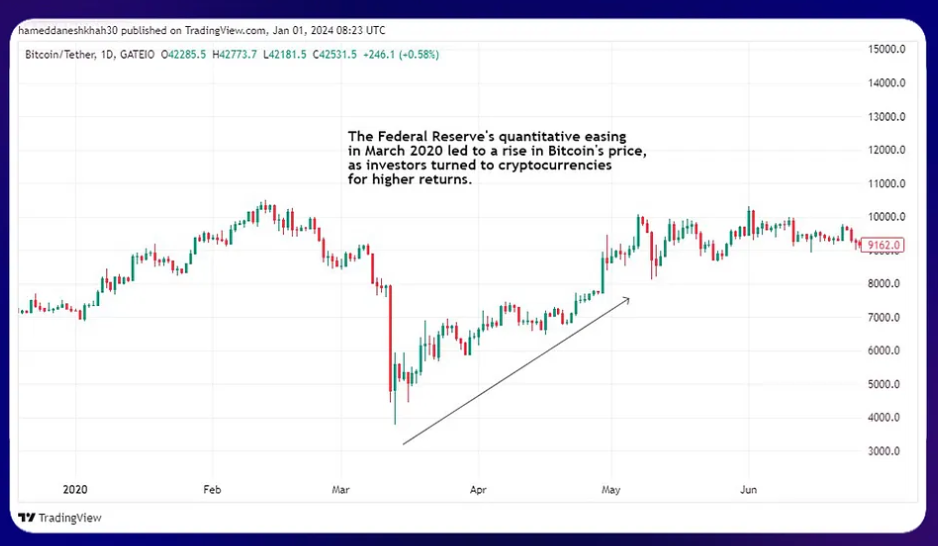 hameddaneshkhah30 published on TradingView.com, Jan 01, 2024 08:23 UTC
Bitcoin/Tether, 1D, GATEIO O42285.5 H42773.7 L42181.5 C42531.5 +246.1 (+0.58%)
15000.0
14000.0
13000.0
The Federal Reserve's quantitative easing
in March 2020 led to a rise in Bitcoin's price,
as investors turned to cryptocurrencies
for higher returns.
12000.0
11000.0
10000.0
9162.0
8000.0
7000.0
6000.0
5000.0
4000.0
3000.0
2020 Feb Mar Apr May Jun
TradingView